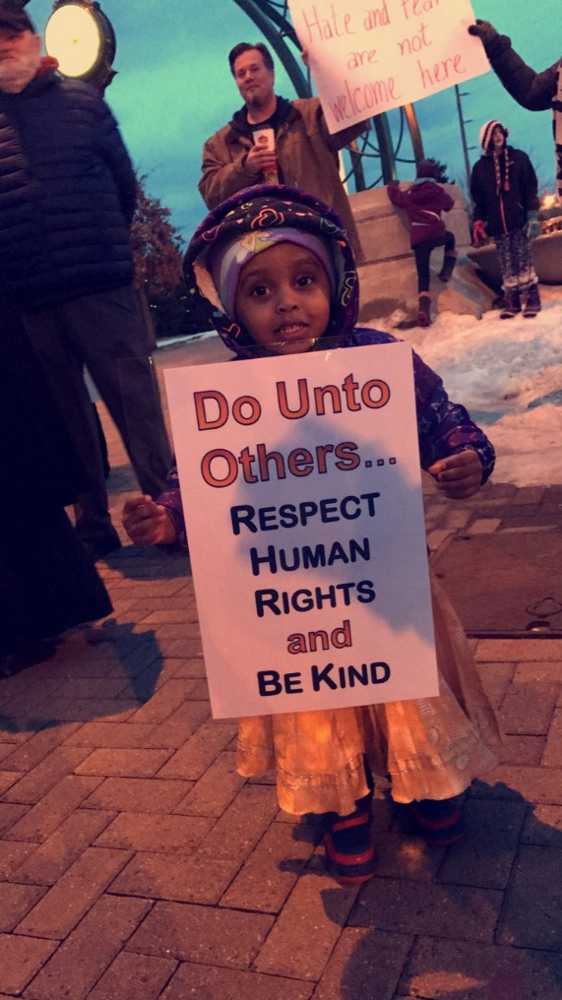 Hate and Fear
are not
welcome here
Do Unto
Others...
RESPECT
HUMAN
RIGHTS
and
BE KIND